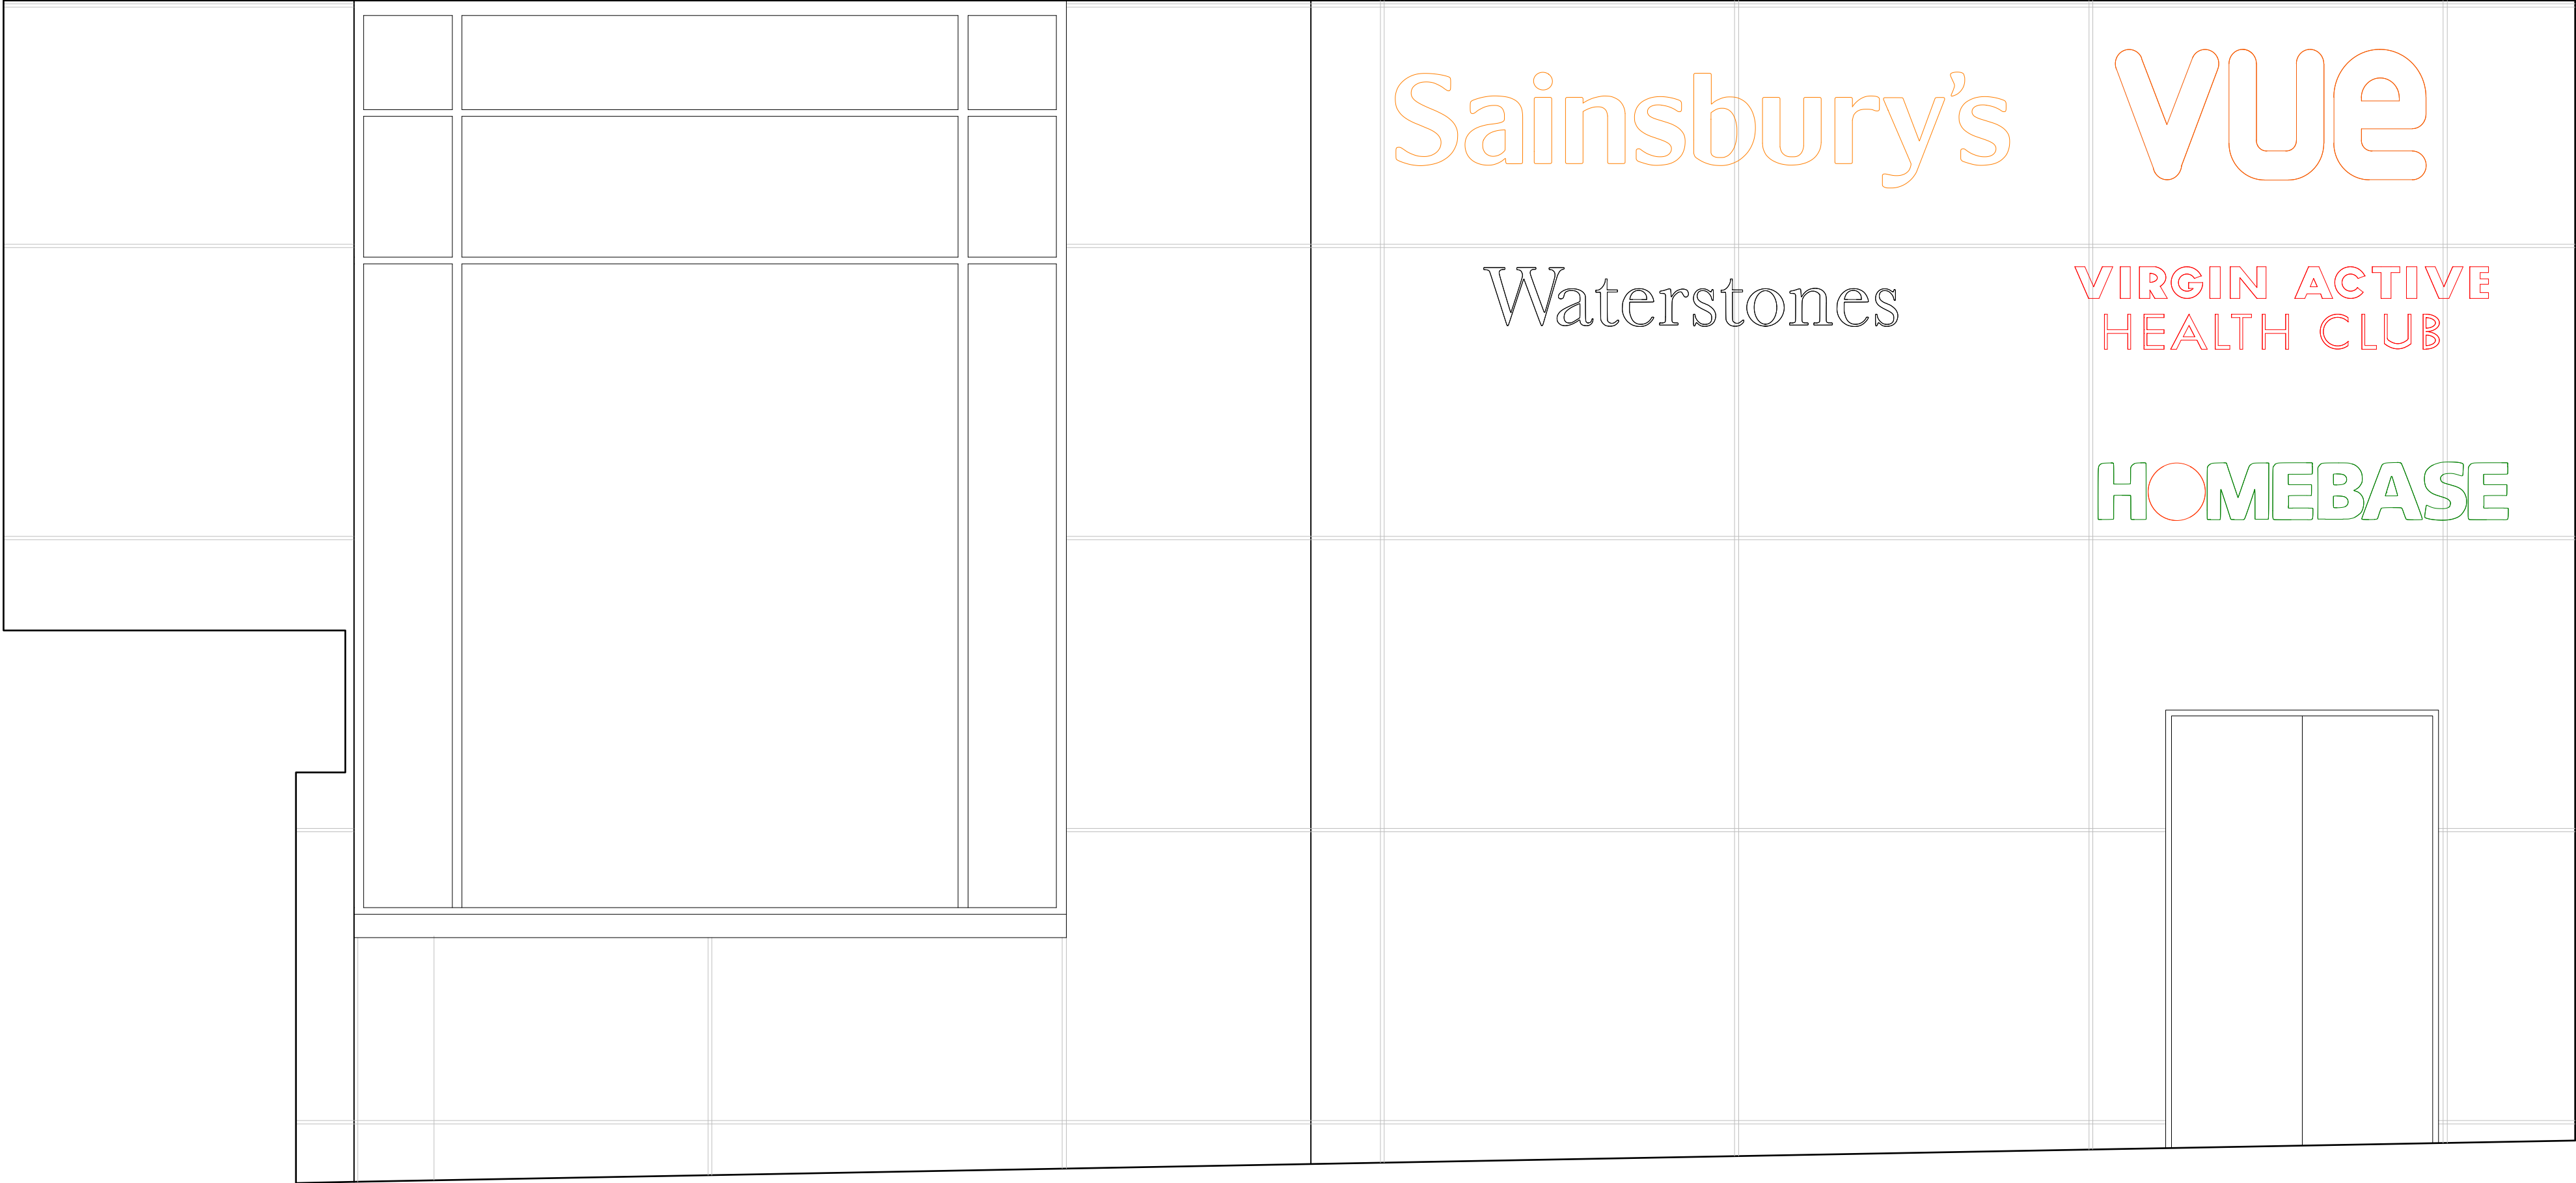 Sainsbury's
vue
Waterstones
VIRGIN ACTIVE
HEALTH CLUB
HOMEBASE